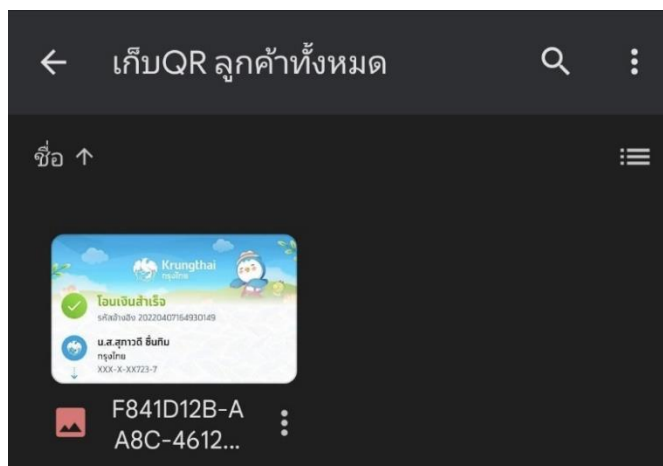 เก็บQR ลูกค้าทั้งหมด
ชื่อ
Krungthai
กรุงไทย
โอนเงินสำเร็จ
รหัสอ้างอิง 20220407164930149
น.ส.สุภาวดี ชื่นทิม
กรุงไทย
XXX-X-XX723-7
F841D12B-A
A8C-4612...